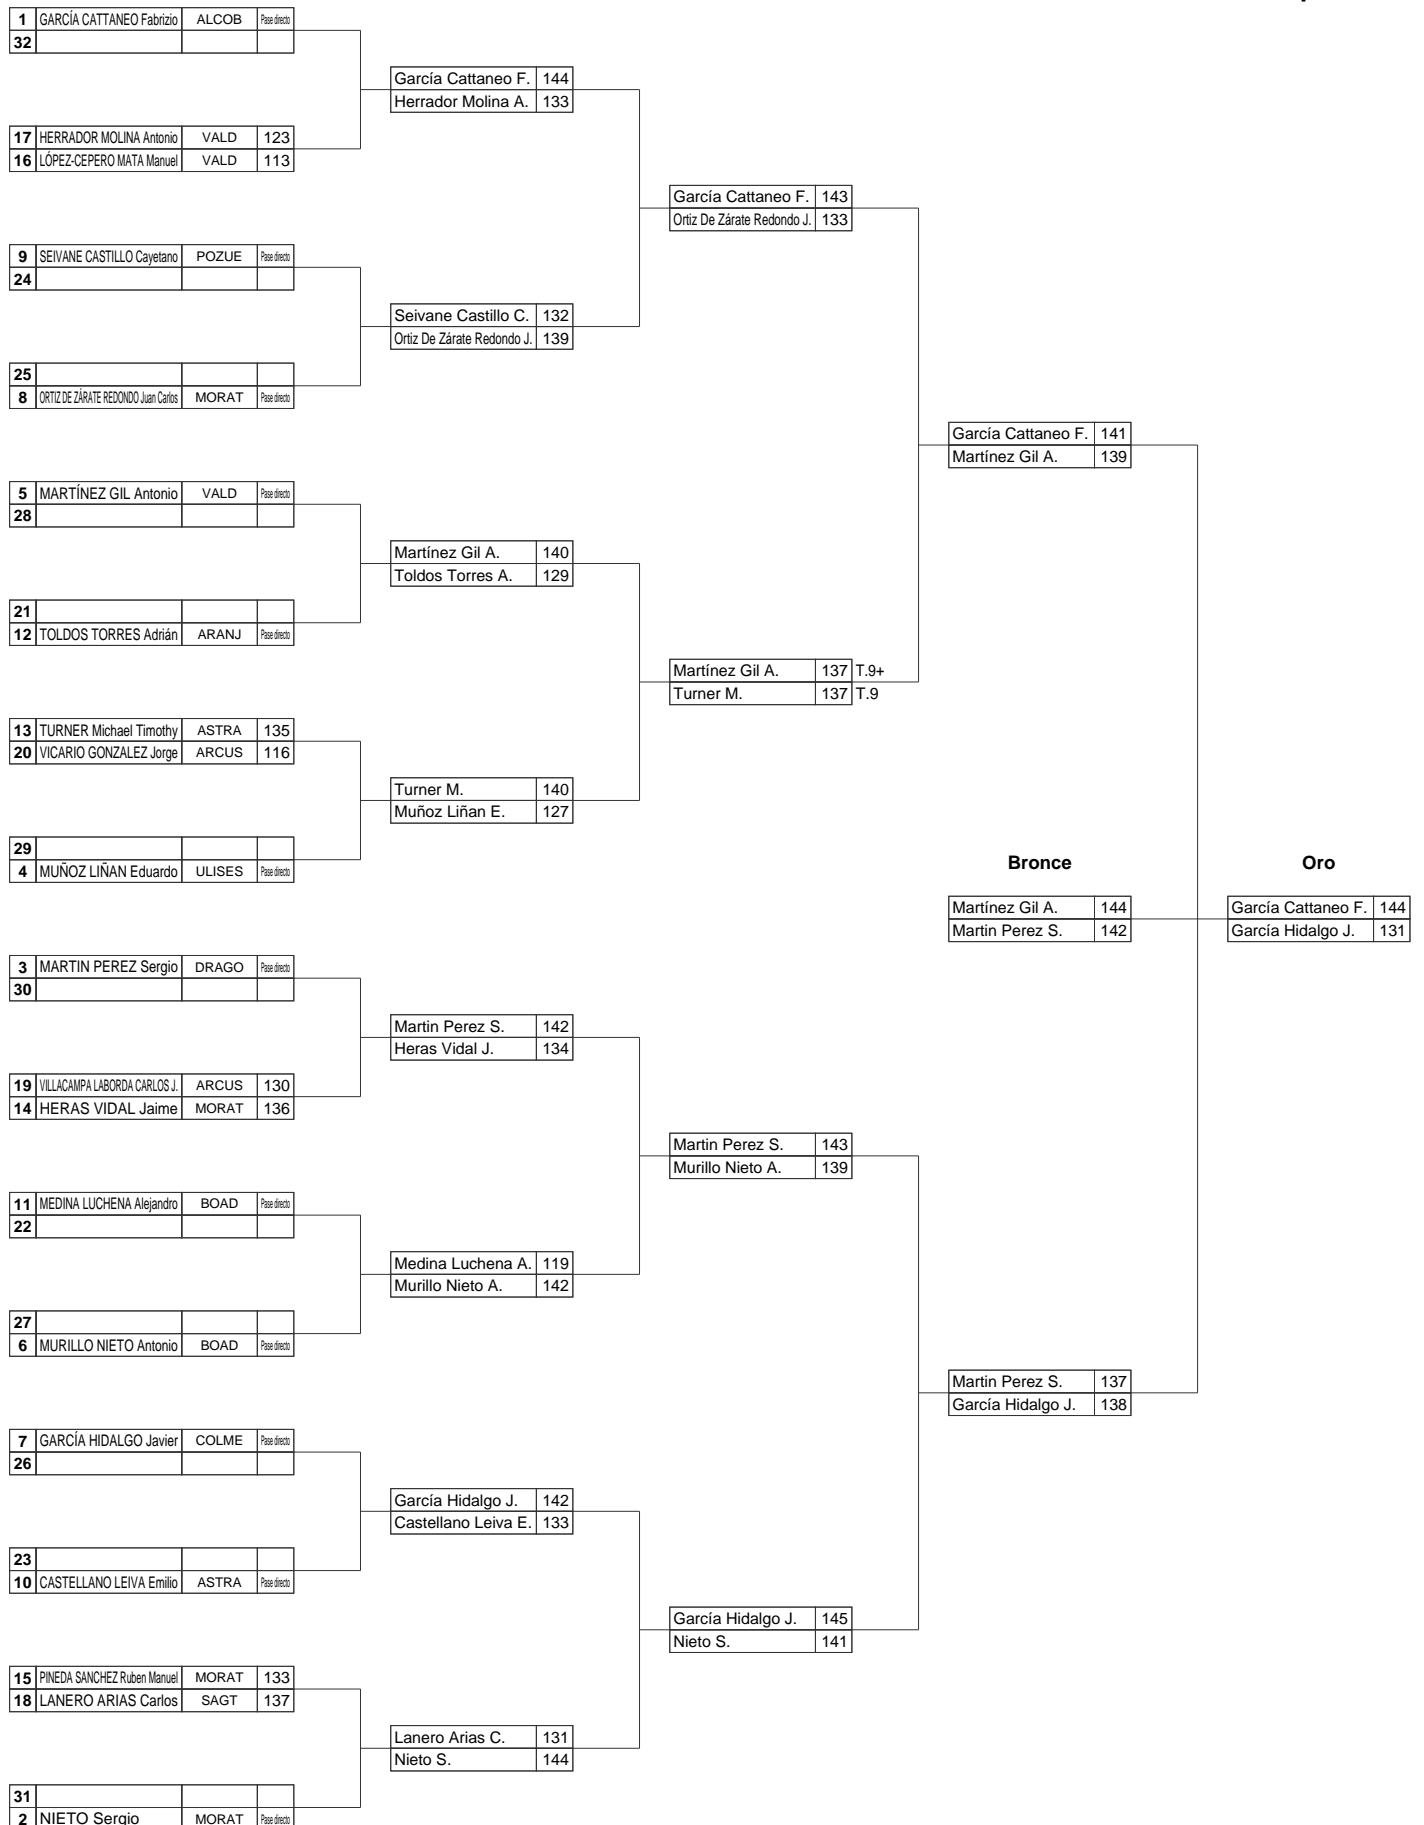 1 GARCÍA CATTANEO Fabrizio ALCOB Pase directo
32
García Cattaneo F. 144
Herrador Molina A. 133
17 HERRADOR MOLINA Antonio VALD 123
16 LÓPEZ-CEPERO MATA Manuel VALD 113
García Cattaneo F. 143
Ortiz De Zárate Redondo J. 133
9 SEIVANE CASTILLO Cayetano POZUE Pase directo
24
Seivane Castillo C. 132
Ortiz De Zárate Redondo J. 139
25
8 ORTIZ DE ZÁRATE REDONDO Juan Carlos MORAT Pase directo
García Cattaneo F. 141
Martínez Gil A. 139
5 MARTÍNEZ GIL Antonio VALD Pase directo
28
Martínez Gil A. 140
Toldos Torres A. 129
21
12 TOLDOS TORRES Adrián ARANJ Pase directo
Martínez Gil A. 137 T.9+
Turner M. 137 T.9
13 TURNER Michael Timothy ASTRA 135
20 VICARIO GONZALEZ Jorge ARCUS 116
Turner M. 140
Muñoz Liñan E. 127
29
4 MUÑOZ LIÑAN Eduardo ULISES Pase directo
Bronce Oro
Martínez Gil A. 144 García Cattaneo F. 144
Martin Perez S. 142 García Hidalgo J. 131
3 MARTIN PEREZ Sergio DRAGO Pase directo
30
Martin Perez S. 142
Heras Vidal J. 134
19 VILLACAMPA LABORDA CARLOS J. ARCUS 130
14 HERAS VIDAL Jaime MORAT 136
Martin Perez S. 143
Murillo Nieto A. 139
11 MEDINA LUCHENA Alejandro BOAD Pase directo
22
Medina Luchena A. 119
Murillo Nieto A. 142
27
6 MURILLO NIETO Antonio BOAD Pase directo
Martin Perez S. 137
García Hidalgo J. 138
7 GARCÍA HIDALGO Javier COLME Pase directo
26
García Hidalgo J. 142
Castellano Leiva E. 133
23
10 CASTELLANO LEIVA Emilio ASTRA Pase directo
García Hidalgo J. 145
Nieto S. 141
15 PINEDA SANCHEZ Ruben Manuel MORAT 133
18 LANERO ARIAS Carlos SAGT 137
Lanero Arias C. 131
Nieto S. 144
31
2 NIETO Sergio MORAT Pase directo